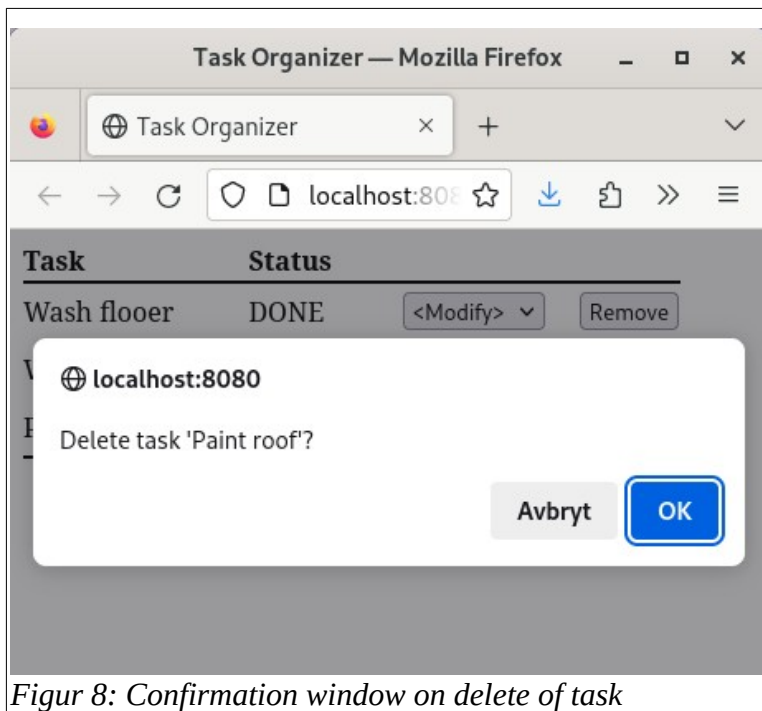 Task Organizer — Mozilla Firefox
Task Organizer
localhost:808
Task Status
Wash flooer DONE <Modify> Remove
localhost:8080
Delete task 'Paint roof'?
Avbryt OK
Figur 8: Confirmation window on delete of task